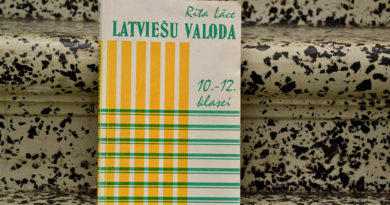 Rita Lāce
LATVIEŠU VALODA
10.-12.
klasei